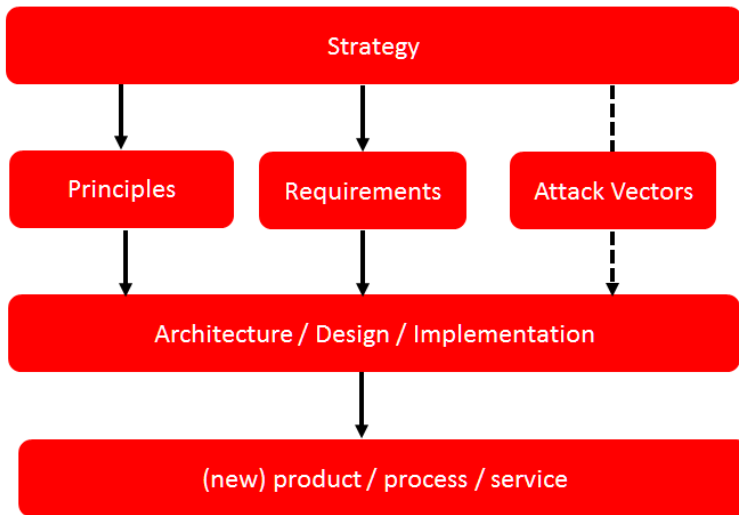 Strategy
Principles
Requirements
Attack Vectors
Architecture / Design / Implementation
(new) product / process / service